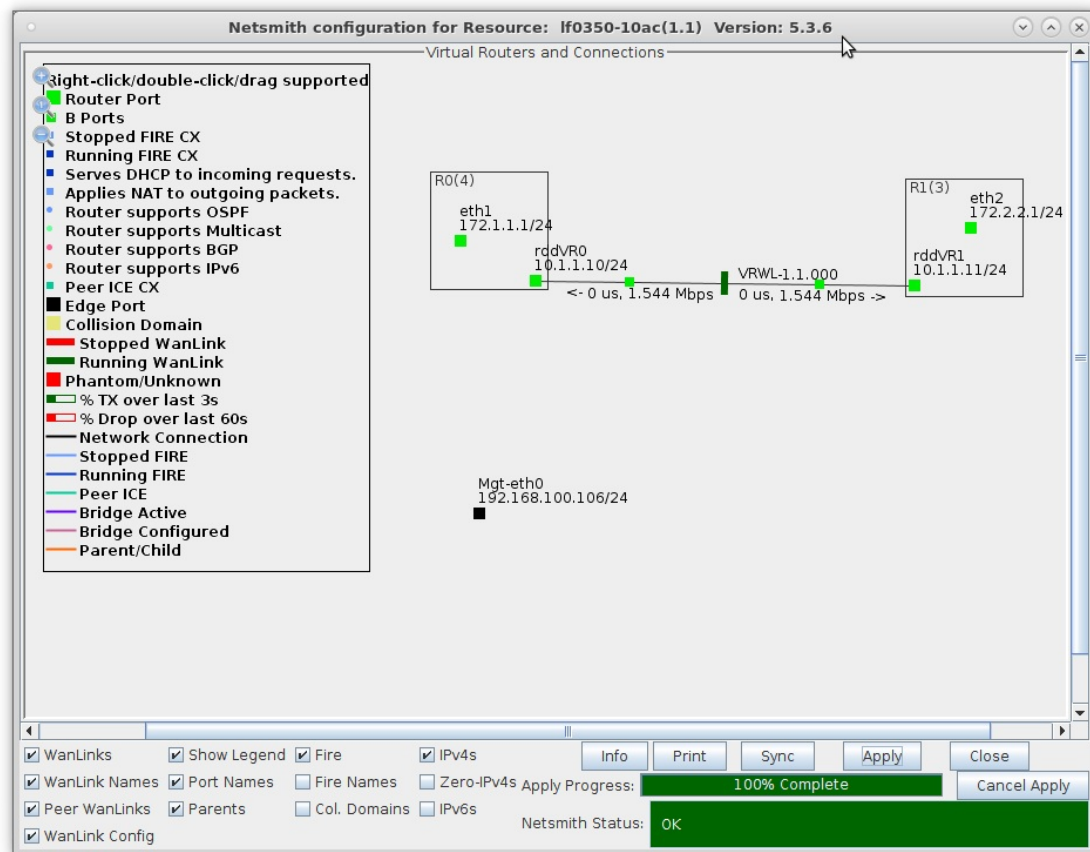 Netsmith configuration for Resource: lf0350-10ac(1.1) Version: 5.3.6
Virtual Routers and Connections
Right-click/double-click/drag supported
Router Port
B Ports
Stopped FIRE CX
Running FIRE CX
Serves DHCP to incoming requests.
Applies NAT to outgoing packets.
Router supports OSPF
Router supports Multicast
Router supports BGP
Router supports IPv6
Peer ICE CX
Edge Port
Collision Domain
Stopped WanLink
Running WanLink
Phantom/Unknown
% TX over last 3s
% Drop over last 60s
Network Connection
Stopped FIRE
Running FIRE
Peer ICE
Bridge Active
Bridge Configured
Parent/Child
R0(4)
eth1
172.1.1.1/24
rddVR0
10.1.1.10/24
<- 0 us, 1.544 Mbps
VRWL-1.1.000
0 us, 1.544 Mbps ->
R1(3)
eth2
172.2.2.1/24
rddVR1
10.1.1.11/24
Mgt-eth0
192.168.100.106/24
WanLinks Show Legend Fire IPv4s Info Print Sync Apply Close
WanLink Names Port Names Fire Names Zero-IPv4s Apply Progress: 100% Complete Cancel Apply
Peer WanLinks Parents Col. Domains IPv6s
Netsmith Status: OK
WanLink Config